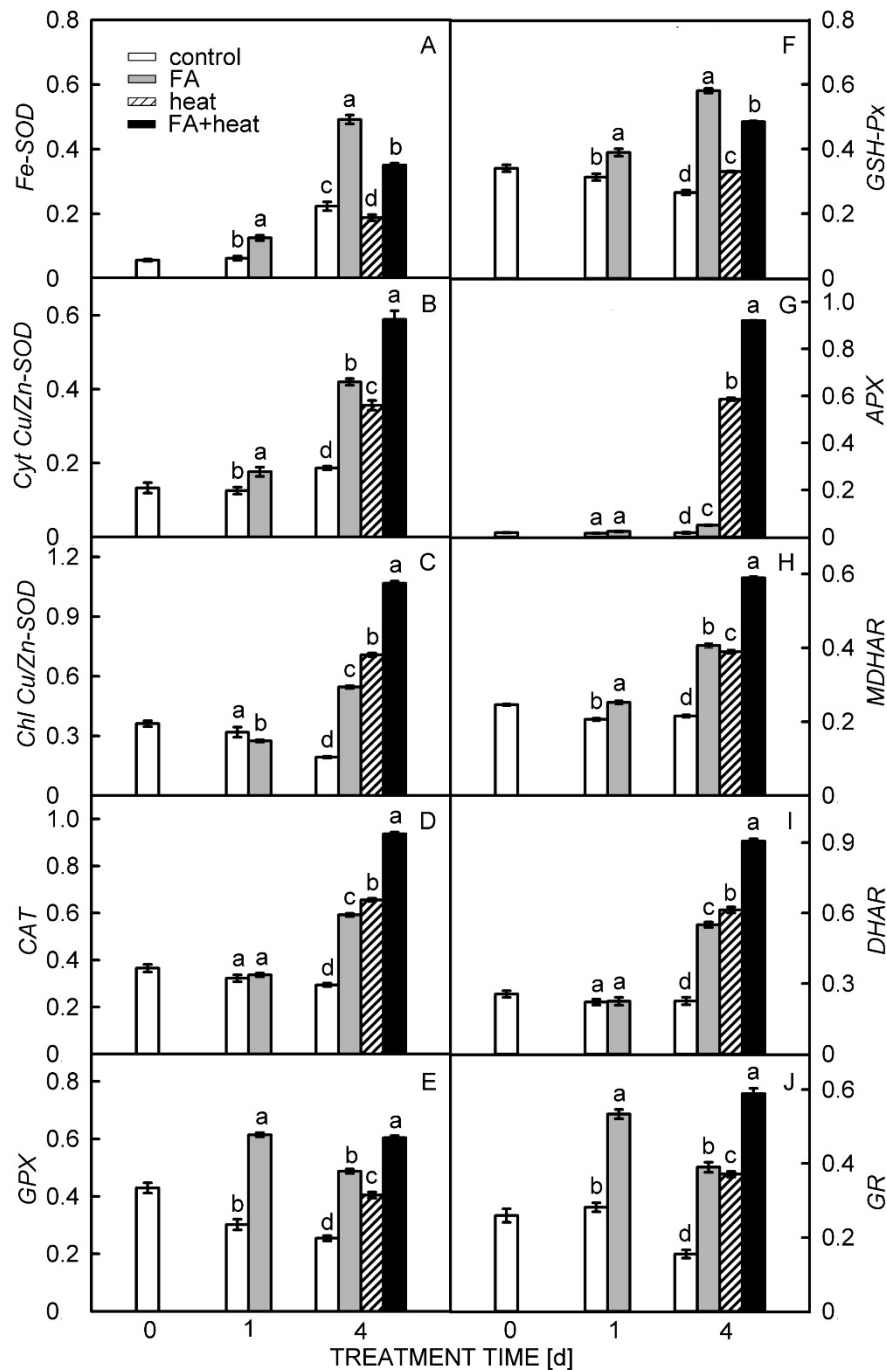 0.8 A F 0.8
control
FA
heat
FA+heat
a a
0.6 0.6
b b
0.4 a 0.4
b c
c d d
0.2 b a 0.2
0 0
Fe-SOD GSH-Px
B a G a 1.0
0.6 0.8
b b
0.4 c 0.6
0.4
0.2 b a d 0.2
a a d c
0 0
Cyt Cu/Zn-SOD APX
1.2 C a H a 0.6
0.9 b
b c 0.4
0.6 c a
a b b d 0.2
0.3 d
0 0
Chl Cu/Zn-SOD MDHAR
1.0 D a I a 0.9
0.8
c b c b 0.6
0.6
0.4 a a d a a d 0.3
0.2
0 0
CAT DHAR
0.8 E J
a a a a 0.6
0.6 b b c 0.4
0.4 b d c b d
0.2 0.2
0 0
GPX GR
0 1 4 0 1 4
TREATMENT TIME [d]